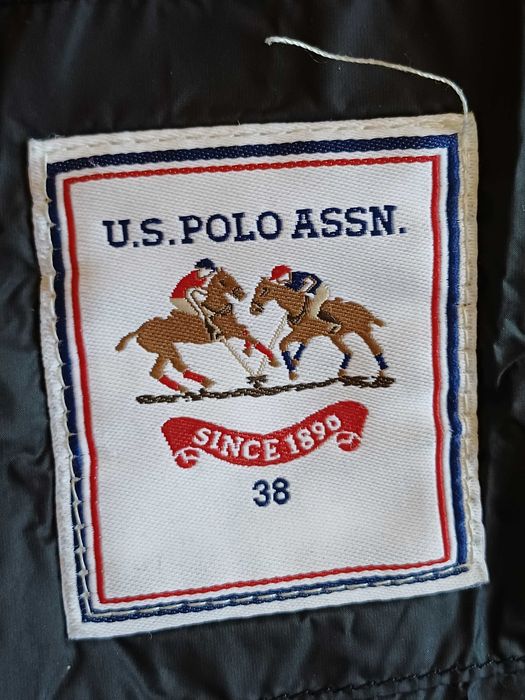 U.S. POLO ASSN.
SINCE 1890
38